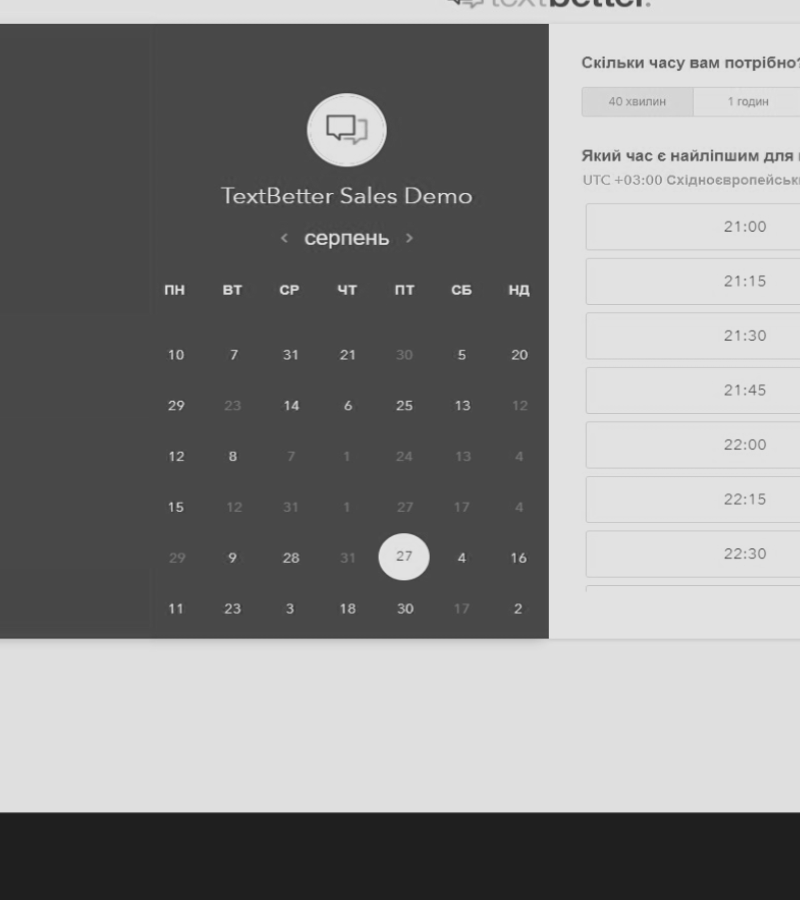 textbetter.
TextBetter Sales Demo
‹ серпень ›
ПН ВТ СР ЧТ ПТ СБ НД
10 7 31 21 30 5 20
29 23 14 6 25 13 12
12 8 7 1 24 13 4
15 12 31 1 27 17 4
29 9 28 31 27 4 16
11 23 3 18 30 17 2
Скільки часу вам потрібно?
40 хвилин 1 годин
Який час є найліпшим для
UTC +03:00 Східноєвропейськ
21:00
21:15
21:30
21:45
22:00
22:15
22:30